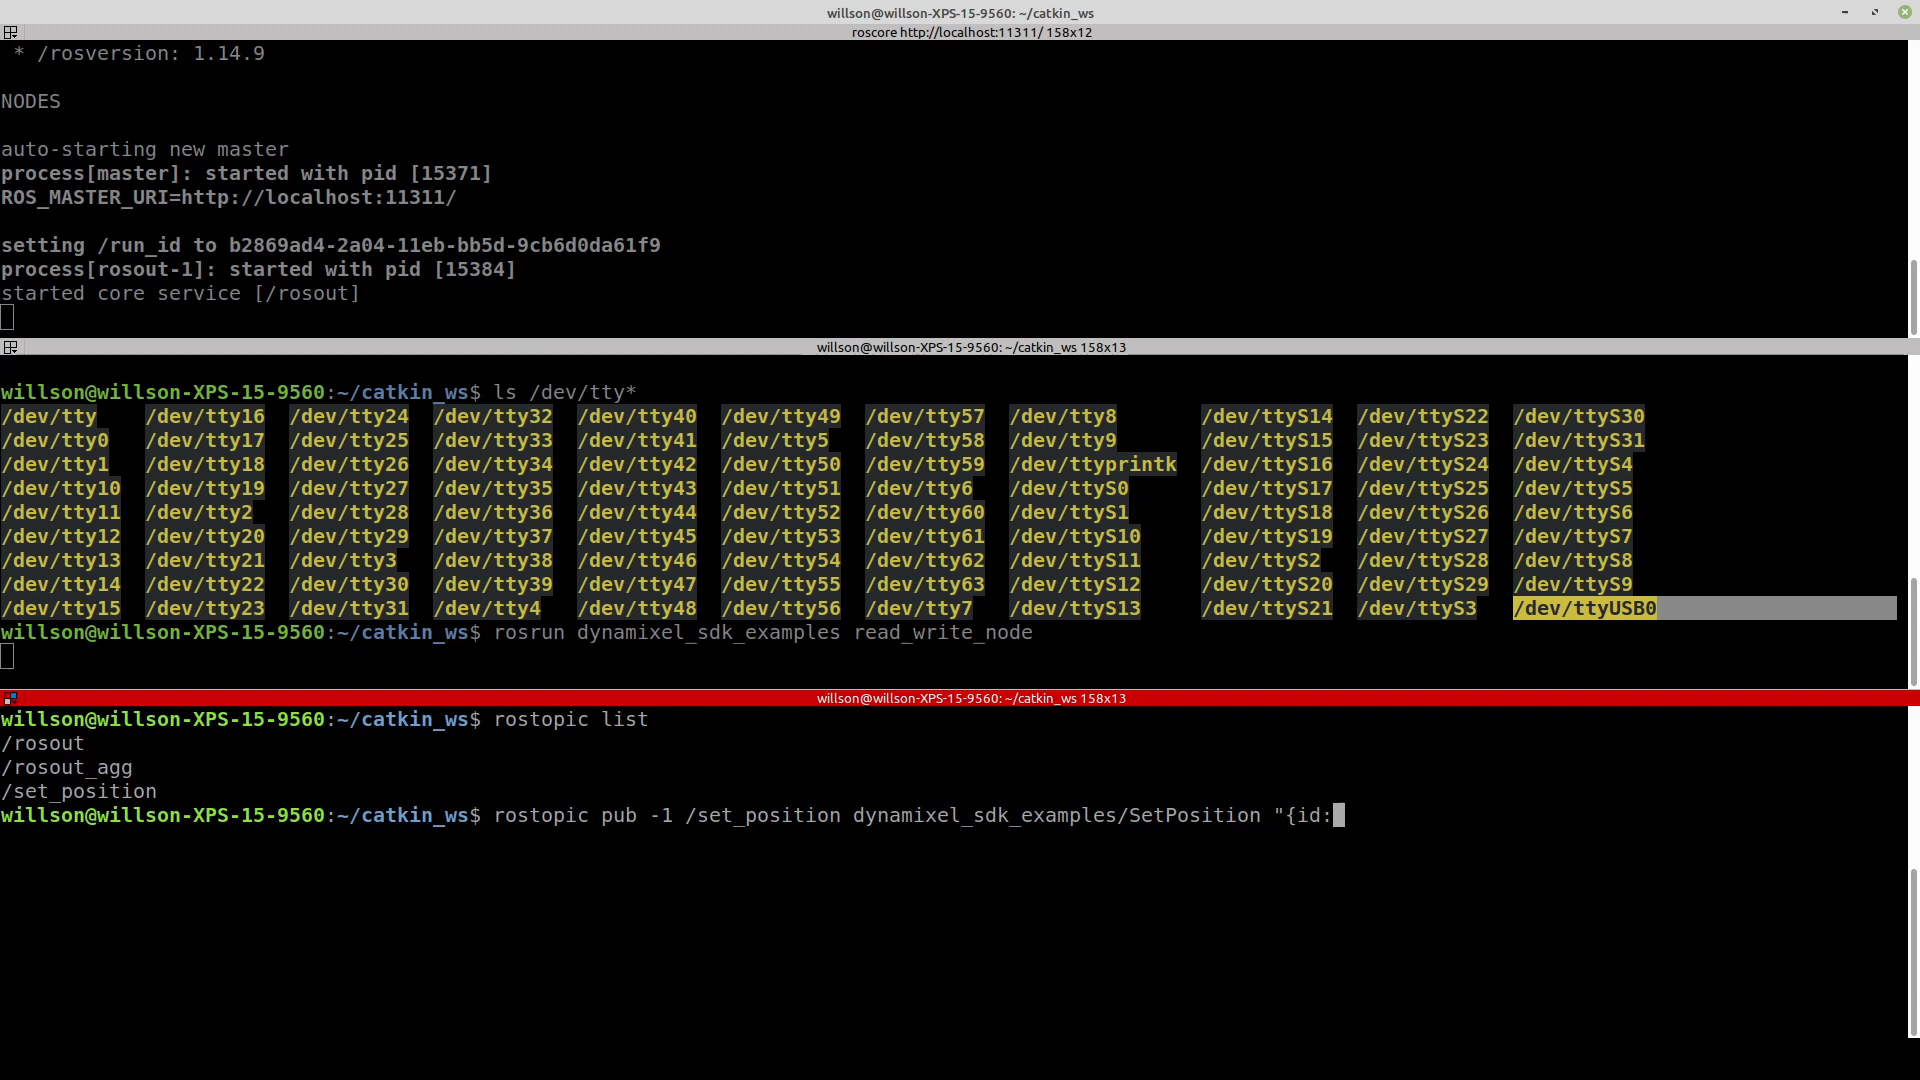 willson@willson-XPS-15-9560: ~/catkin_ws
roscore http://localhost:11311/ 158x12
* /rosversion: 1.14.9
NODES
auto-starting new master
process[master]: started with pid [15371]
ROS_MASTER_URI=http://localhost:11311/
setting /run_id to b2869ad4-2a04-11eb-bb5d-9cb6d0da61f9
process[rosout-1]: started with pid [15384]
started core service [/rosout]
willson@willson-XPS-15-9560: ~/catkin_ws 158x13
willson@willson-XPS-15-9560:~/catkin_ws$ ls /dev/tty*
/dev/tty /dev/tty16 /dev/tty24 /dev/tty32 /dev/tty40 /dev/tty49 /dev/tty57 /dev/tty8 /dev/ttyS14 /dev/ttyS22 /dev/ttyS30
/dev/tty0 /dev/tty17 /dev/tty25 /dev/tty33 /dev/tty41 /dev/tty5 /dev/tty58 /dev/tty9 /dev/ttyS15 /dev/ttyS23 /dev/ttyS31
/dev/tty1 /dev/tty18 /dev/tty26 /dev/tty34 /dev/tty42 /dev/tty50 /dev/tty59 /dev/ttyprintk /dev/ttyS16 /dev/ttyS24 /dev/ttyS4
/dev/tty10 /dev/tty19 /dev/tty27 /dev/tty35 /dev/tty43 /dev/tty51 /dev/tty6 /dev/ttyS0 /dev/ttyS17 /dev/ttyS25 /dev/ttyS5
/dev/tty11 /dev/tty2 /dev/tty28 /dev/tty36 /dev/tty44 /dev/tty52 /dev/tty60 /dev/ttyS1 /dev/ttyS18 /dev/ttyS26 /dev/ttyS6
/dev/tty12 /dev/tty20 /dev/tty29 /dev/tty37 /dev/tty45 /dev/tty53 /dev/tty61 /dev/ttyS10 /dev/ttyS19 /dev/ttyS27 /dev/ttyS7
/dev/tty13 /dev/tty21 /dev/tty3 /dev/tty38 /dev/tty46 /dev/tty54 /dev/tty62 /dev/ttyS11 /dev/ttyS2 /dev/ttyS28 /dev/ttyS8
/dev/tty14 /dev/tty22 /dev/tty30 /dev/tty39 /dev/tty47 /dev/tty55 /dev/tty63 /dev/ttyS12 /dev/ttyS20 /dev/ttyS29 /dev/ttyS9
/dev/tty15 /dev/tty23 /dev/tty31 /dev/tty4 /dev/tty48 /dev/tty56 /dev/tty7 /dev/ttyS13 /dev/ttyS21 /dev/ttyS3 /dev/ttyUSB0
willson@willson-XPS-15-9560:~/catkin_ws$ rosrun dynamixel_sdk_examples read_write_node
willson@willson-XPS-15-9560: ~/catkin_ws 158x13
willson@willson-XPS-15-9560:~/catkin_ws$ rostopic list
/rosout
/rosout_agg
/set_position
willson@willson-XPS-15-9560:~/catkin_ws$ rostopic pub -1 /set_position dynamixel_sdk_examples/SetPosition "{id: